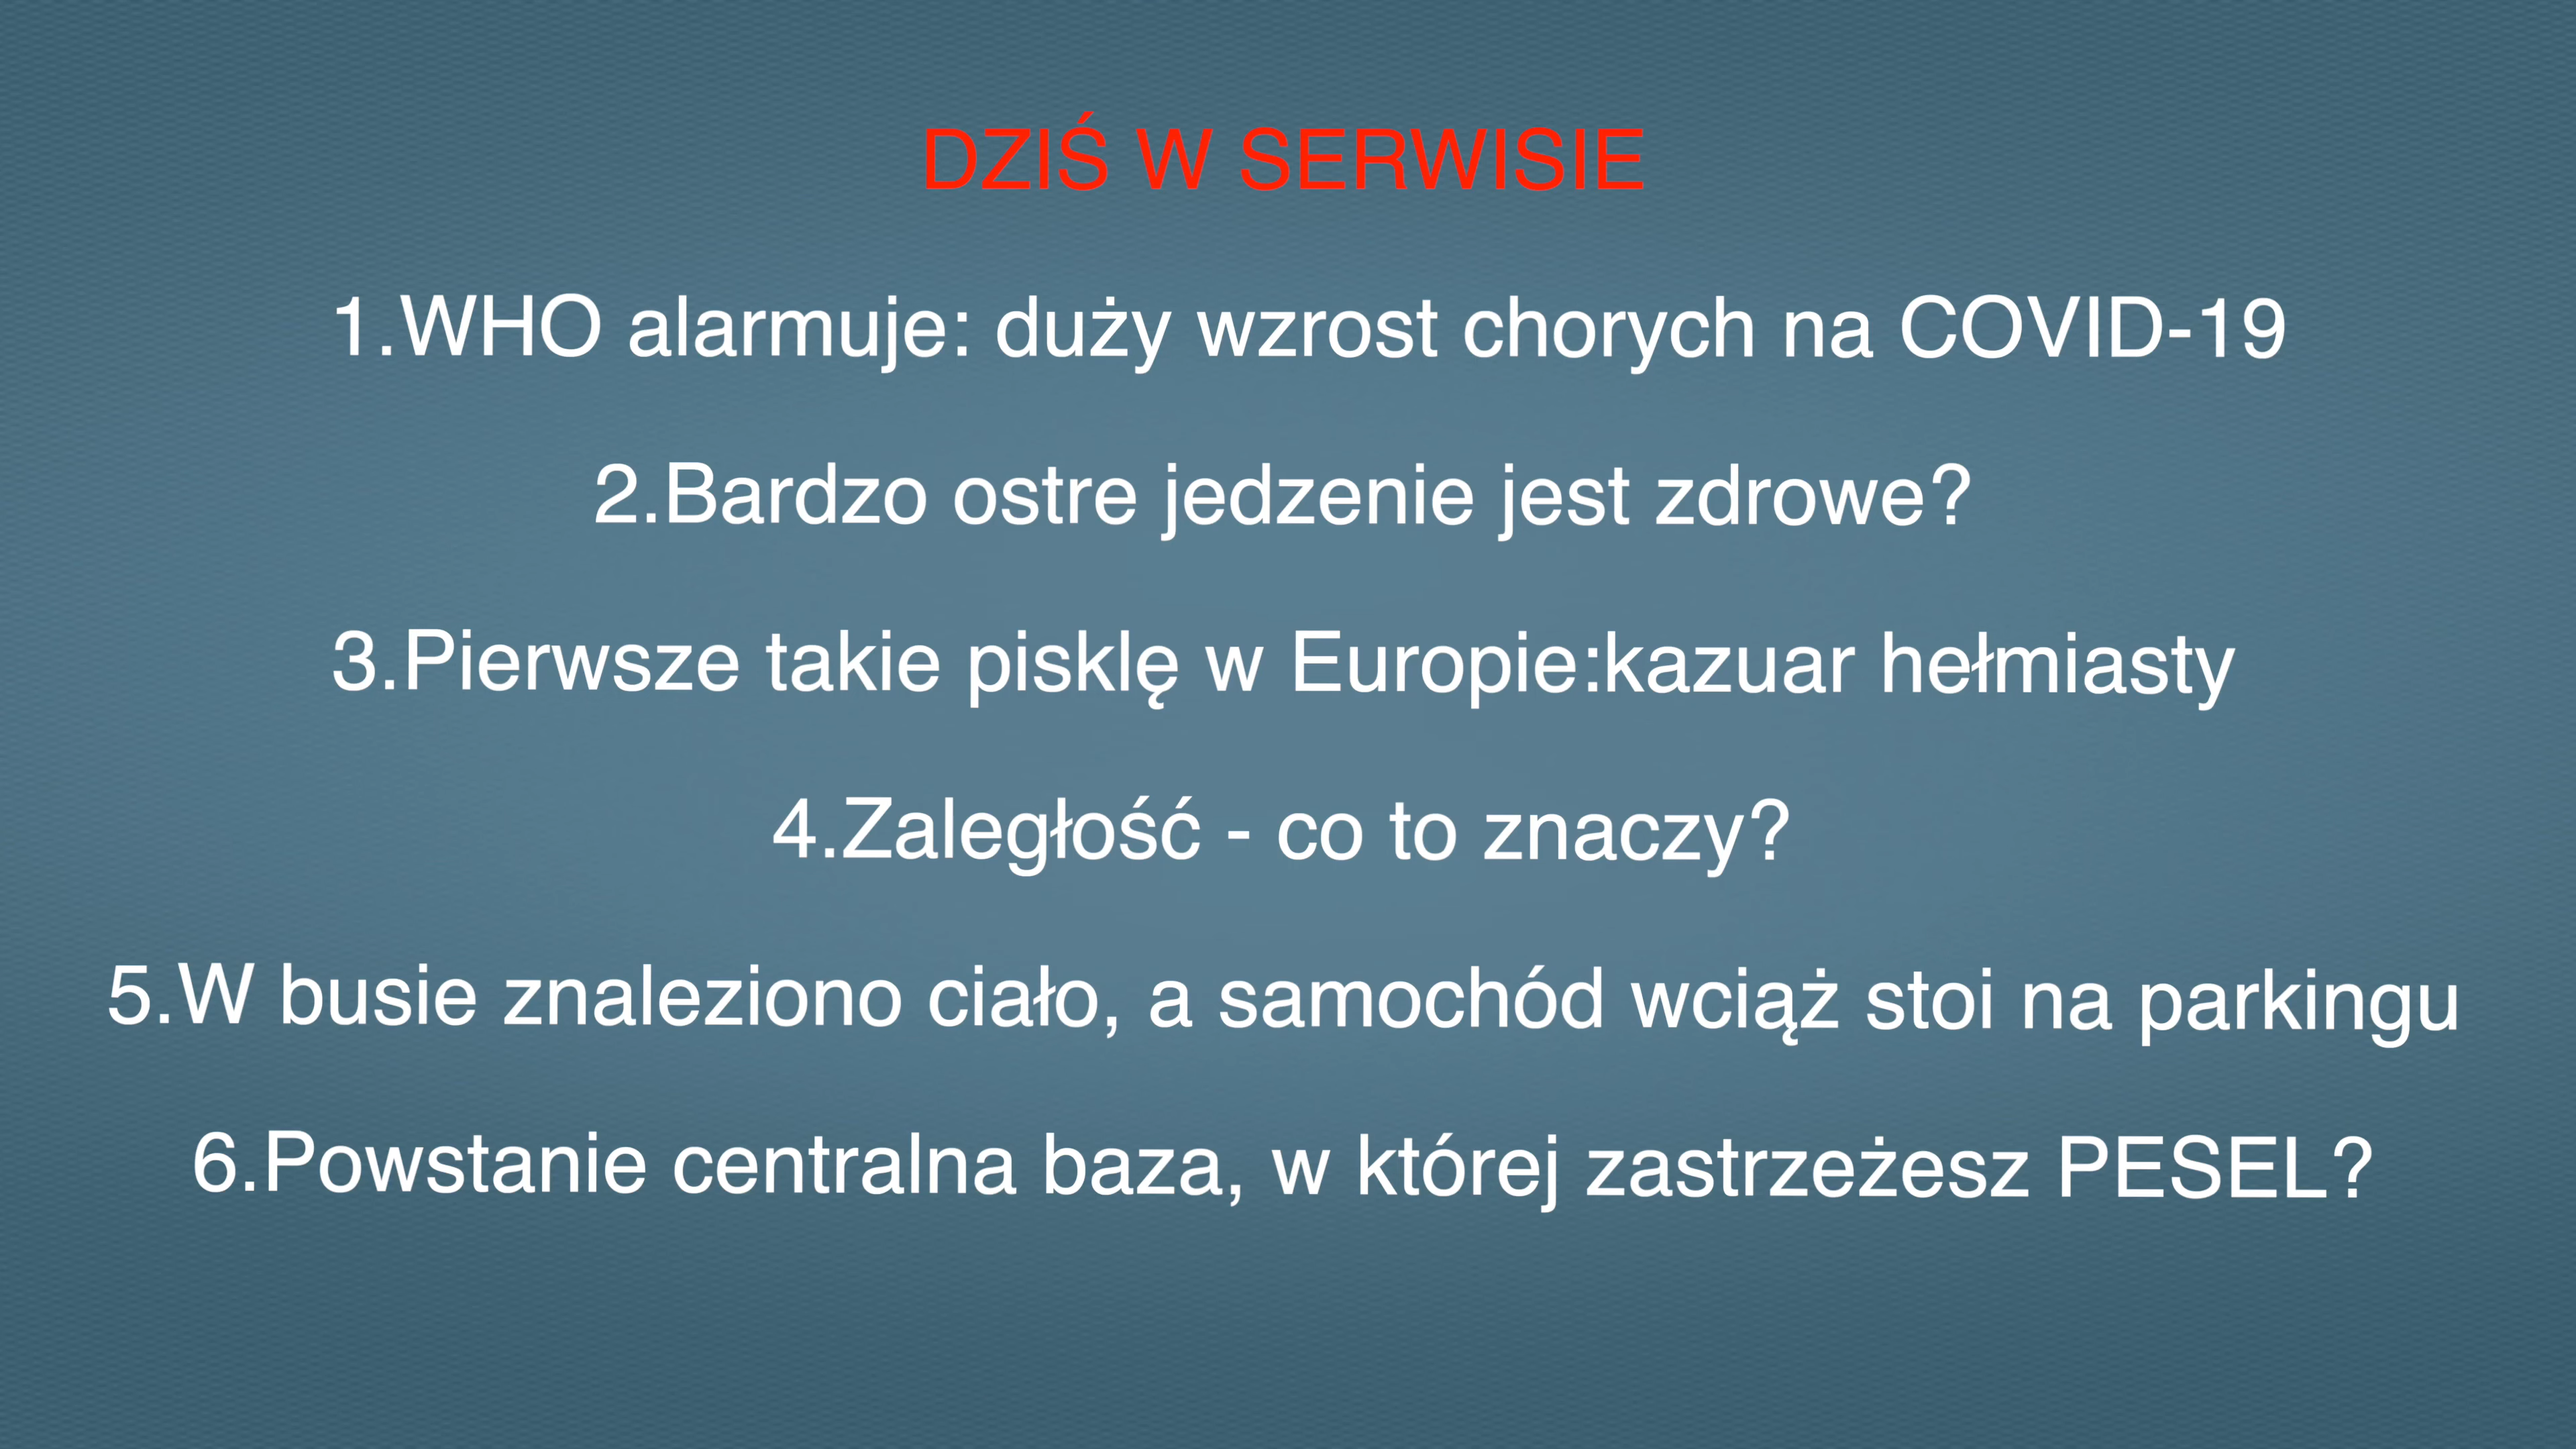 DZIŚ W SERWISIE
1.WHO alarmuje: duży wzrost chorych na COVID-19
2.Bardzo ostre jedzenie jest zdrowe?
3.Pierwsze takie pisklę w Europie:kazuar hełmiasty
4.Zaległość - co to znaczy?
5.W busie znaleziono ciało, a samochód wciąż stoi na parkingu
6.Powstanie centralna baza, w której zastrzeżesz PESEL?